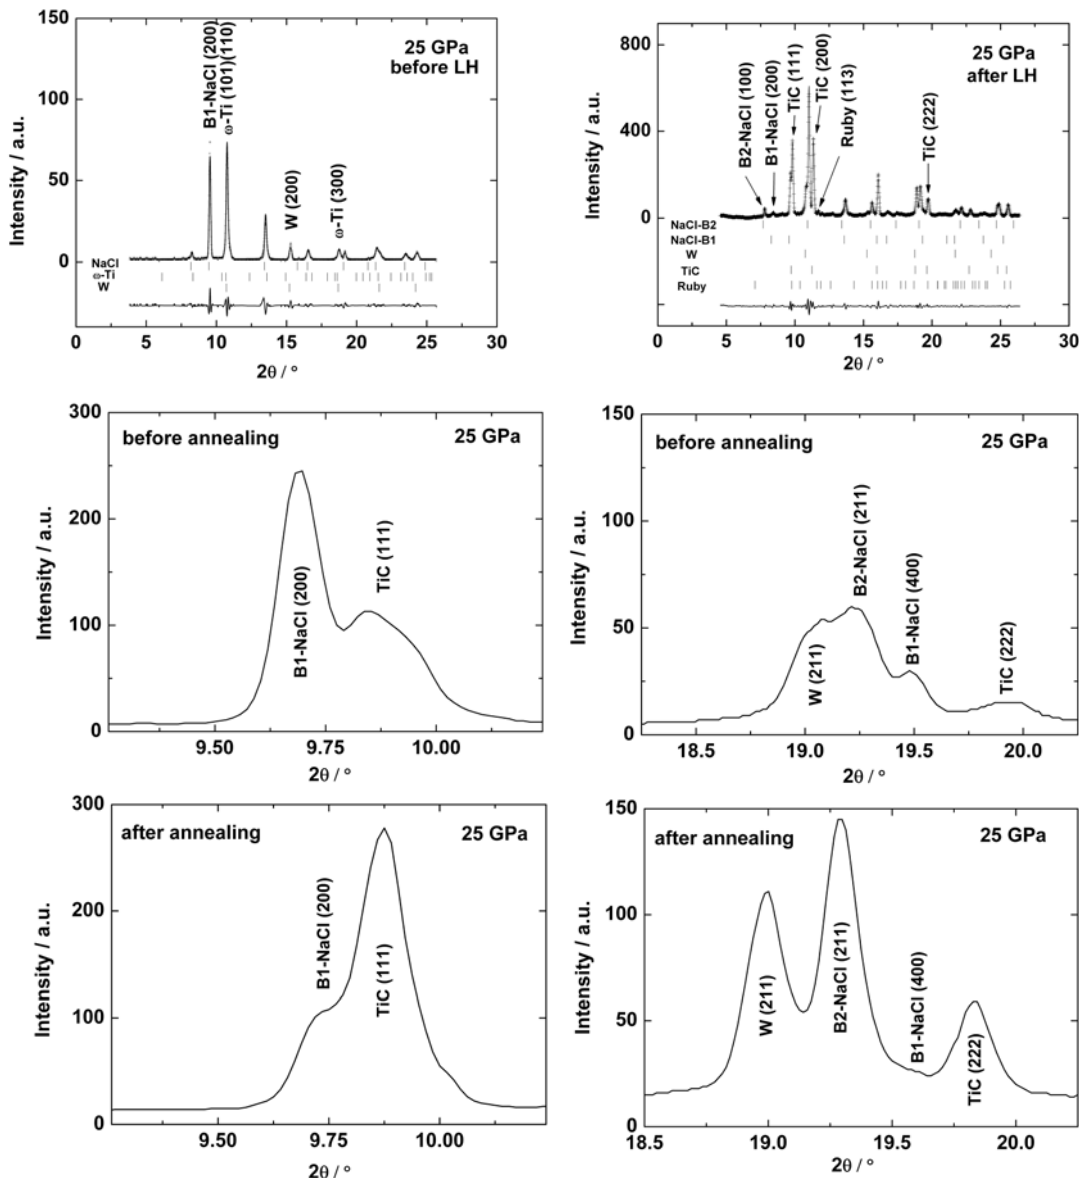 150
100
50
0
Intensity / a.u.
25 GPa
before LH
B1-NaCl (200)
ω-Ti (101)(110)
W (200)
ω-Ti (300)
NaCl
ω-Ti
W
0 5 10 15 20 25 30
2θ / °
800
400
0
Intensity / a.u.
25 GPa
after LH
B2-NaCl (100)
B1-NaCl (200)
TiC (111)
TiC (200)
Ruby (113)
TiC (222)
NaCl-B2
NaCl-B1
W
TiC
Ruby
0 5 10 15 20 25 30
2θ / °
300
200
100
0
Intensity / a.u.
before annealing
25 GPa
B1-NaCl (200)
TiC (111)
9.50 9.75 10.00
2θ / °
150
100
50
0
Intensity / a.u.
before annealing
25 GPa
W (211)
B2-NaCl (211)
B1-NaCl (400)
TiC (222)
18.5 19.0 19.5 20.0
2θ / °
300
200
100
0
Intensity / a.u.
after annealing
25 GPa
B1-NaCl (200)
TiC (111)
9.50 9.75 10.00
2θ / °
150
100
50
0
Intensity / a.u.
after annealing
25 GPa
W (211)
B2-NaCl (211)
B1-NaCl (400)
TiC (222)
18.5 19.0 19.5 20.0
2θ / °